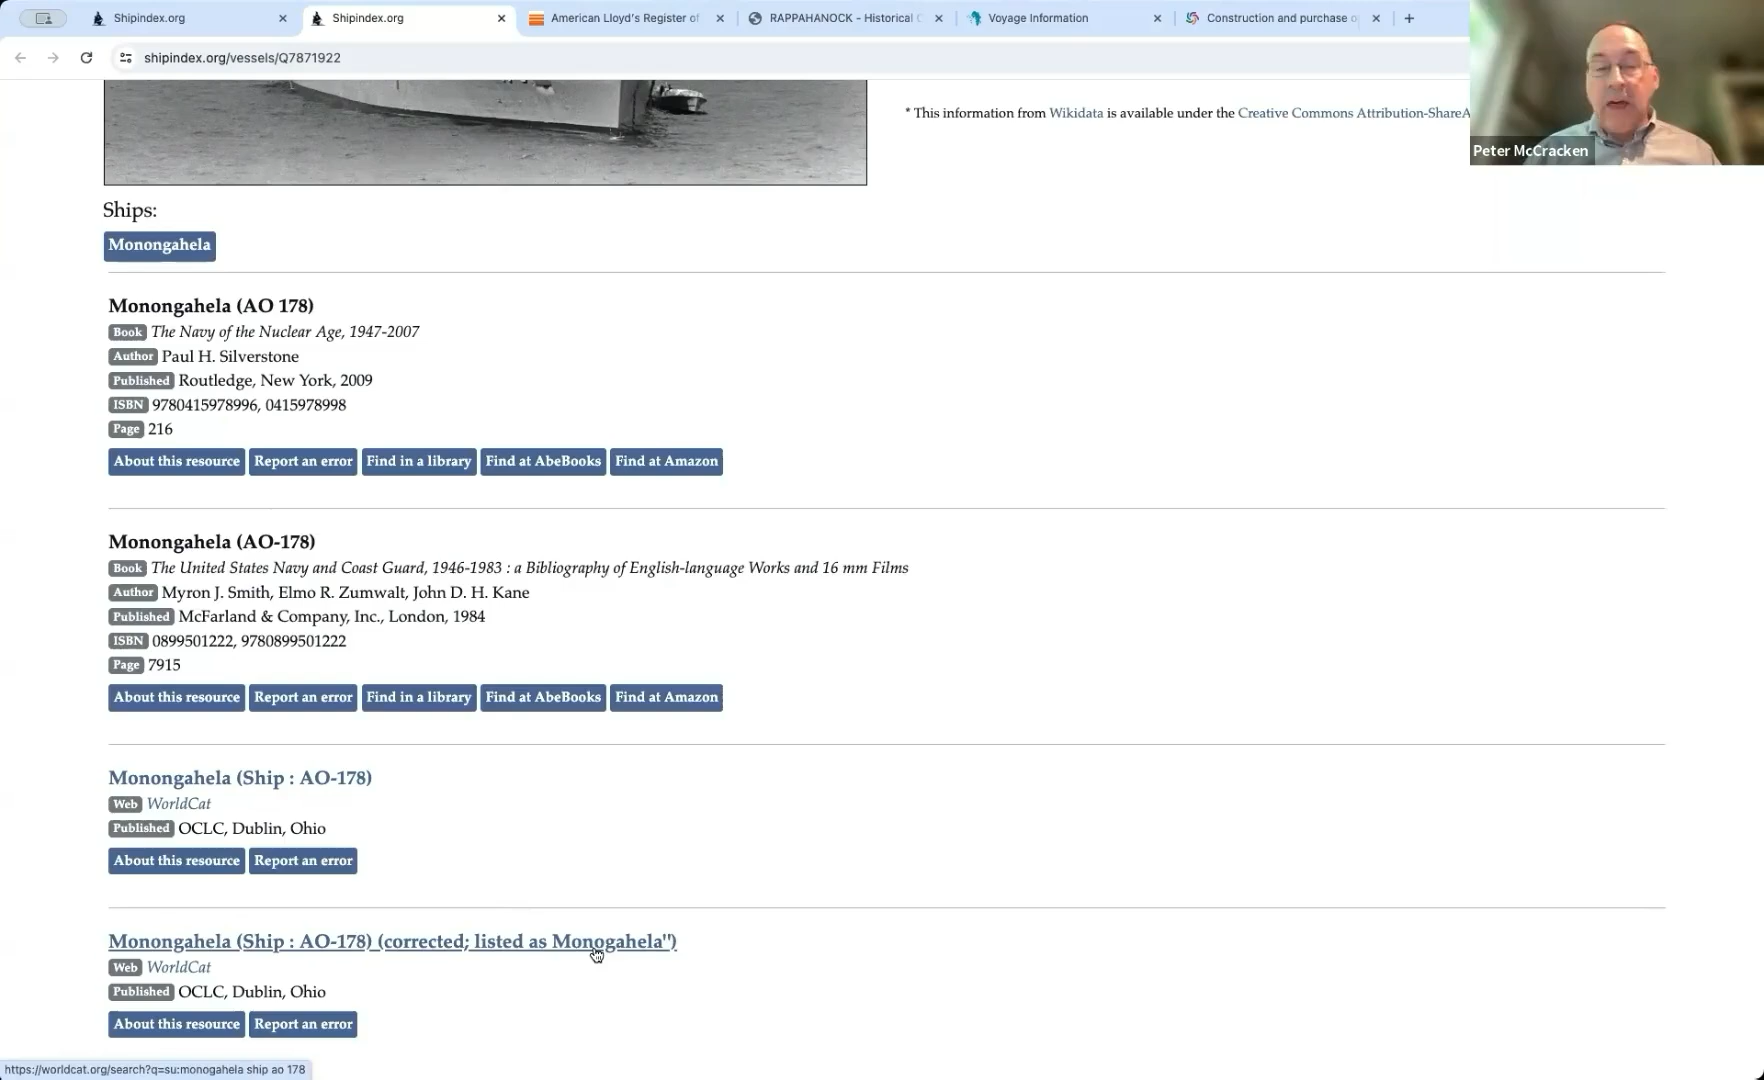 Shipindex.org
Shipindex.org
American Lloyd's Register of
RAPPAHANOCK - Historical
Voyage Information
Construction and purchase o
shipindex.org/vessels/Q7871922
* This information from Wikidata is available under the Creative Commons Attribution-ShareA
Peter McCracken
Ships:
Monongahela
Monongahela (AO 178)
Book The Navy of the Nuclear Age, 1947-2007
Author Paul H. Silverstone
Published Routledge, New York, 2009
ISBN 9780415978996, 0415978998
Page 216
About this resource Report an error Find in a library Find at AbeBooks Find at Amazon
Monongahela (AO-178)
Book The United States Navy and Coast Guard, 1946-1983 : a Bibliography of English-language Works and 16 mm Films
Author Myron J. Smith, Elmo R. Zumwalt, John D. H. Kane
Published McFarland & Company, Inc., London, 1984
ISBN 0899501222, 9780899501222
Page 7915
About this resource Report an error Find in a library Find at AbeBooks Find at Amazon
Monongahela (Ship : AO-178)
Web WorldCat
Published OCLC, Dublin, Ohio
About this resource Report an error
Monongahela (Ship : AO-178) (corrected; listed as Monogahela")
Web WorldCat
Published OCLC, Dublin, Ohio
About this resource Report an error
https://worldcat.org/search?q=su:monogahela ship ao 178